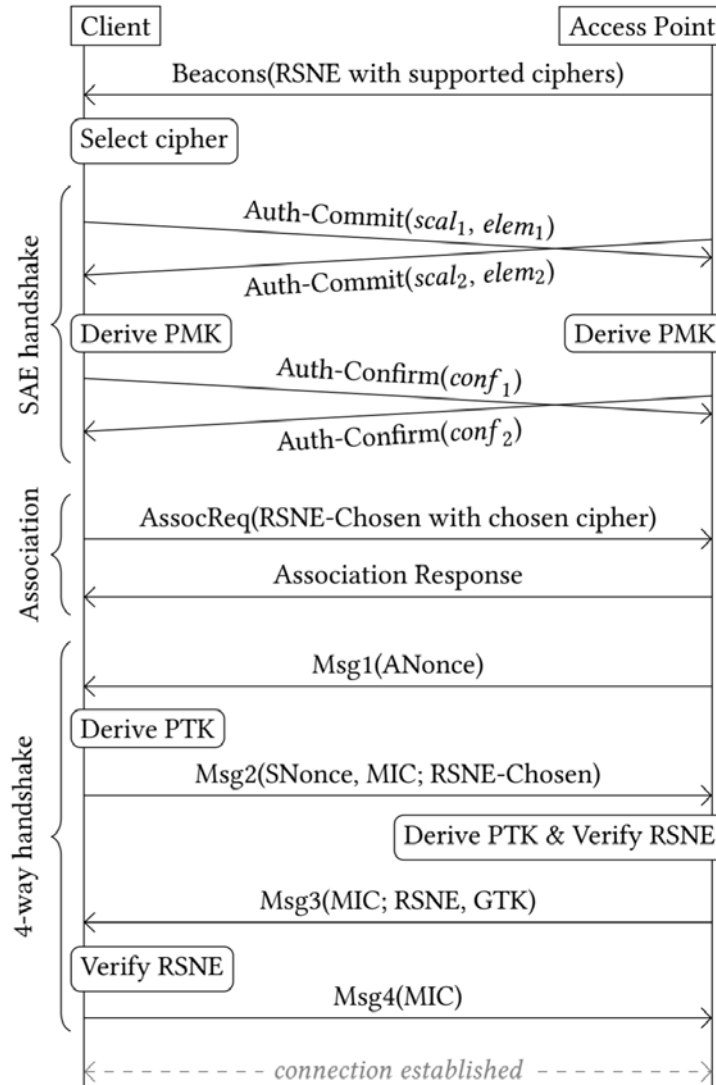 Client
Access Point
Beacons(RSNE with supported ciphers)
Select cipher
SAE handshake
Auth-Commit(scal₁, elem₁)
Auth-Commit(scal₂, elem₂)
Derive PMK
Derive PMK
Auth-Confirm(conf₁)
Auth-Confirm(conf₂)
Association
AssocReq(RSNE-Chosen with chosen cipher)
Association Response
4-way handshake
Msg1(ANonce)
Derive PTK
Msg2(SNonce, MIC; RSNE-Chosen)
Derive PTK & Verify RSNE
Msg3(MIC; RSNE, GTK)
Verify RSNE
Msg4(MIC)
connection established